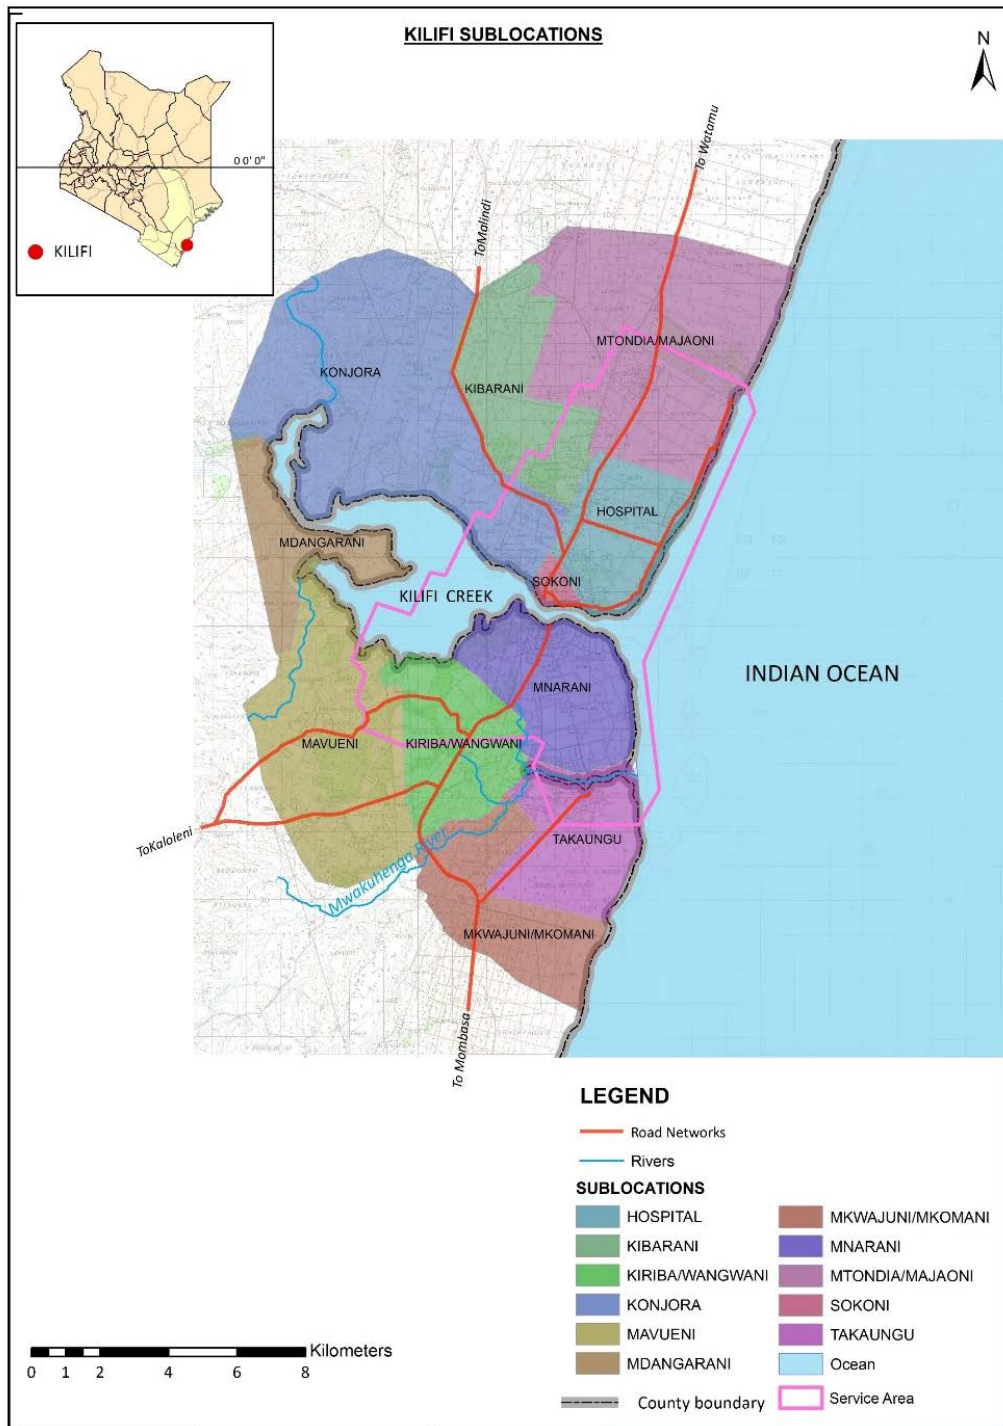 KILIFI SUBLOCATIONS
N
0 0' 0"
KILIFI
To Watamu
ToMalindi
MTONDIA/MAJAONI
KONJORA
KIBARANI
HOSPITAL
MDANGARANI
SOKONI
KILIFI CREEK
INDIAN OCEAN
MNARANI
MAVUENI
KIRIBA/WANGWANI
ToKaloleni
TAKAUNGU
Mwakuhenga River
MKWAJUNI/MKOMANI
To Mombasa
LEGEND
Road Networks
Rivers
SUBLOCATIONS
HOSPITAL
KIBARANI
KIRIBA/WANGWANI
KONJORA
MAVUENI
MDANGARANI
MKWAJUNI/MKOMANI
MNARANI
MTONDIA/MAJAONI
SOKONI
TAKAUNGU
Ocean
County boundary
Service Area
Kilometers
0 1 2 4 6 8